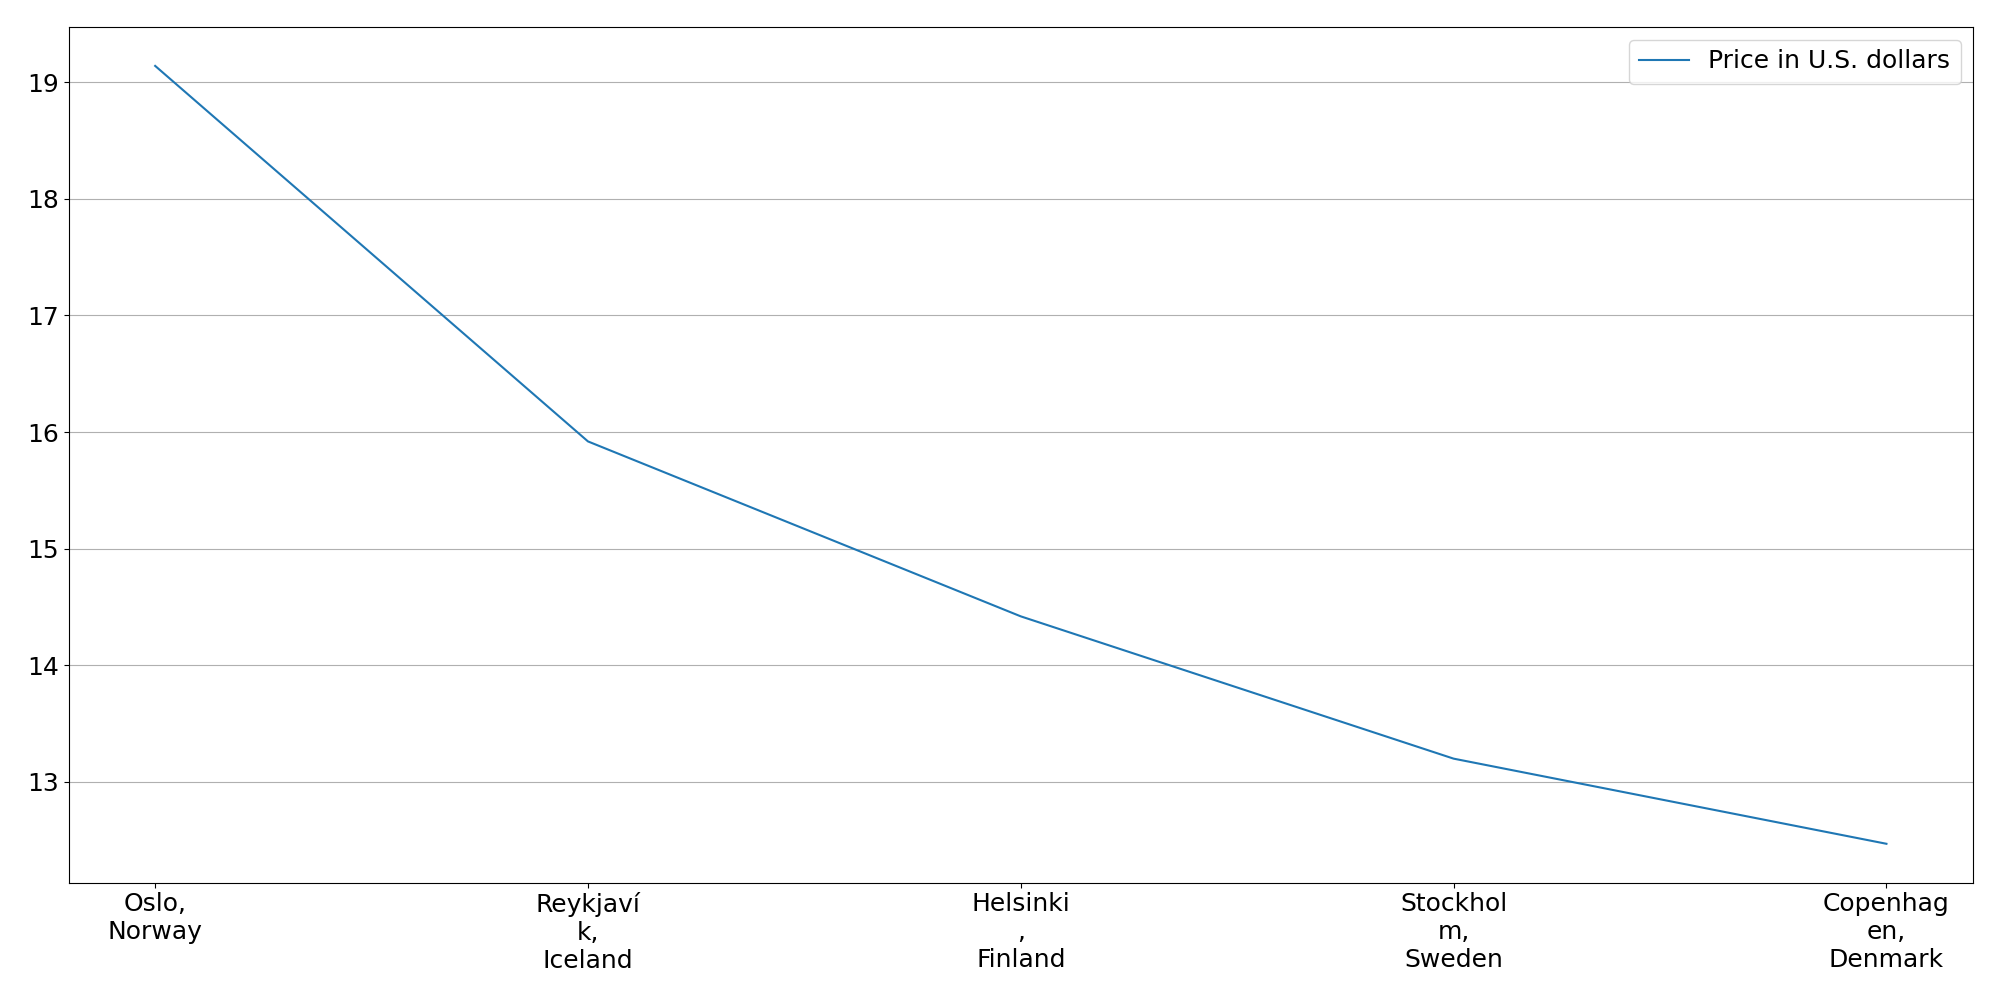 Price in U.S. dollars
19
18
17
16
15
14
13
Oslo,
Norway
Reykjaví
k,
Iceland
Helsinki
,
Finland
Stockhol
m,
Sweden
Copenhag
en,
Denmark